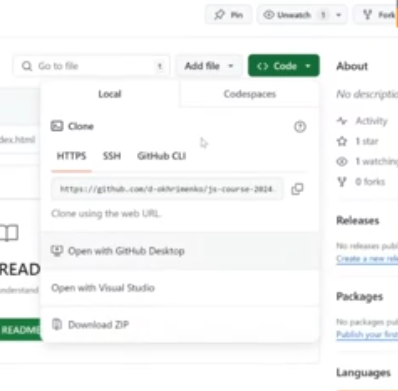 Pin
Unwatch 1
Fork
Go to file t
Add file
Code
About
Local
Codespaces
No descriptio
Clone
Activity
dex.html
1 star
HTTPS
SSH
GitHub CLI
1 watching
0 forks
https://github.com/d-okhrimenko/js-course-2024.
Clone using the web URL.
Releases
Open with GitHub Desktop
No releases publ
READ
Create a new rel
understand
Open with Visual Studio
Packages
No packages pub
Publish your first
README
Download ZIP
Languages